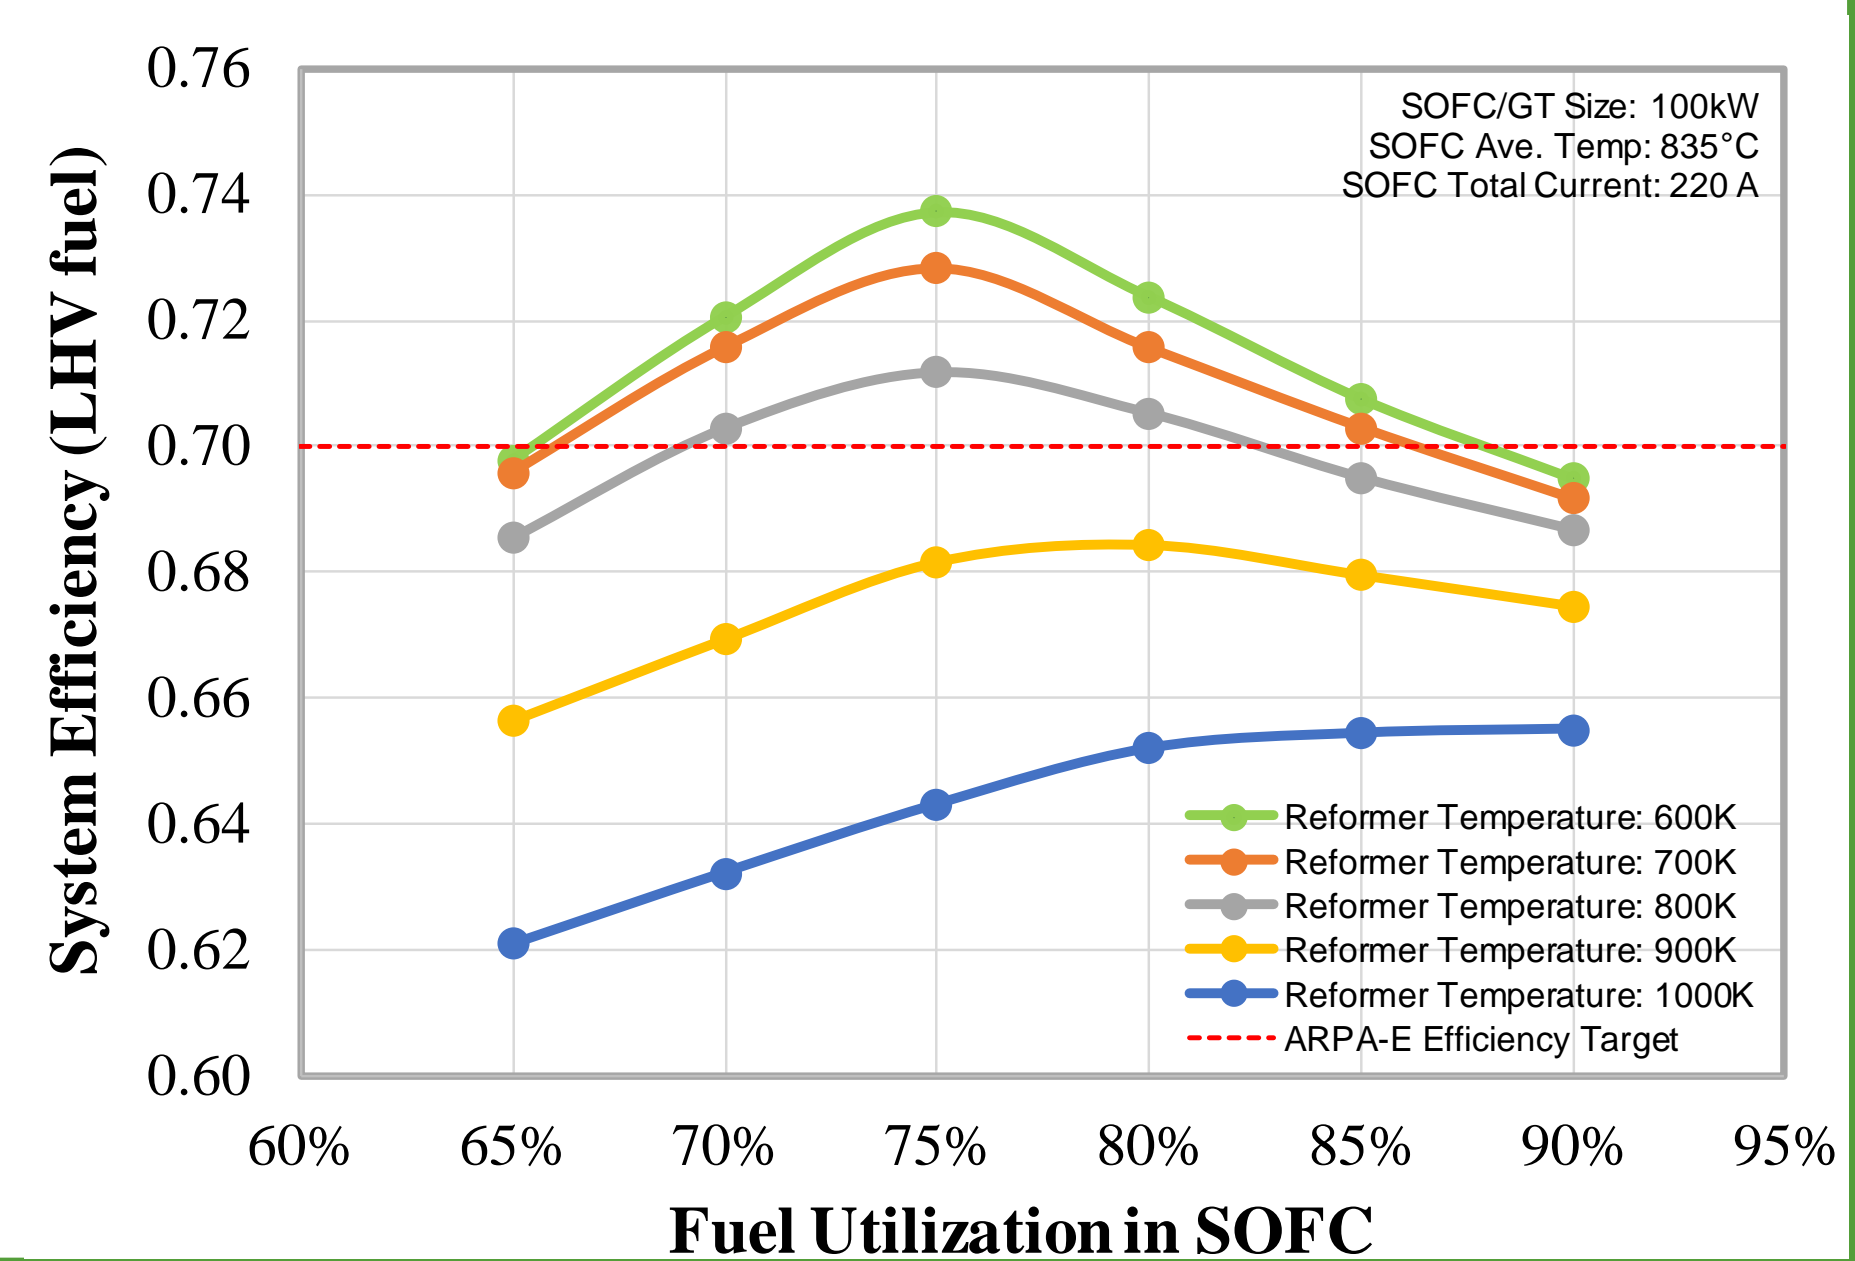 0.76
0.74
0.72
0.70
0.68
0.66
0.64
0.62
0.60
System Efficiency (LHV fuel)
SOFC/GT Size: 100kW
SOFC Ave. Temp: 835°C
SOFC Total Current: 220 A
Reformer Temperature: 600K
Reformer Temperature: 700K
Reformer Temperature: 800K
Reformer Temperature: 900K
Reformer Temperature: 1000K
ARPA-E Efficiency Target
60% 65% 70% 75% 80% 85% 90% 95%
Fuel Utilization in SOFC